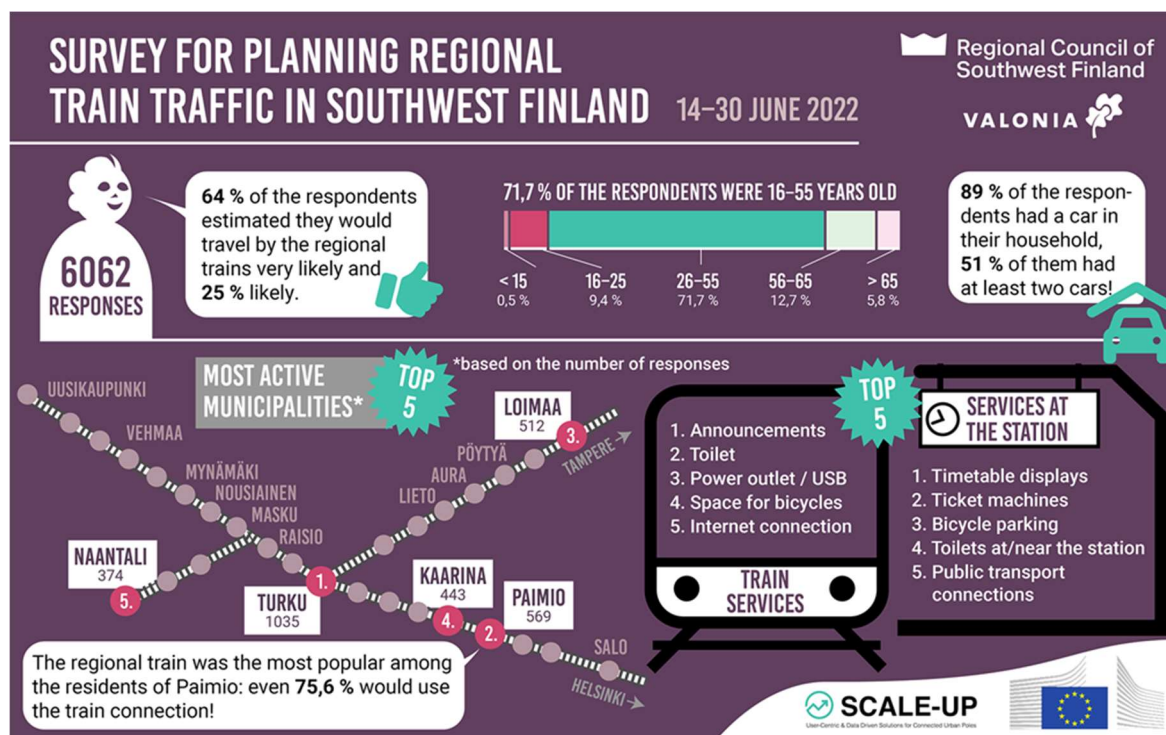 SURVEY FOR PLANNING REGIONAL
TRAIN TRAFFIC IN SOUTHWEST FINLAND 14–30 JUNE 2022
Regional Council of
Southwest Finland
VALONIA
6062
RESPONSES
64 % of the respondents
estimated they would
travel by the regional
trains very likely and
25 % likely.
71,7 % OF THE RESPONDENTS WERE 16–55 YEARS OLD
< 15 16–25 26–55 56–65 > 65
0,5 % 9,4 % 71,7 % 12,7 % 5,8 %
89 % of the respon-
dents had a car in
their household,
51 % of them had
at least two cars!
MOST ACTIVE
MUNICIPALITIES*
TOP
5
*based on the number of responses
UUSIKAUPUNKI
VEHMAA
MYNÄMÄKI
NOUSIAINEN
MASKU
RAISIO
NAANTALI
374
5.
TURKU
1035
1.
LIETO
AURA
PÖYTYÄ
LOIMAA
512
3.
TAMPERE →
KAARINA
443
4.
PAIMIO
569
2.
SALO
HELSINKI →
The regional train was the most popular among
the residents of Paimio: even 75,6 % would use
the train connection!
TOP
5
1. Announcements
2. Toilet
3. Power outlet / USB
4. Space for bicycles
5. Internet connection
TRAIN
SERVICES
SERVICES AT
THE STATION
1. Timetable displays
2. Ticket machines
3. Bicycle parking
4. Toilets at/near the station
5. Public transport
connections
SCALE-UP
User-Centric & Data Driven Solutions for Connected Urban Poles